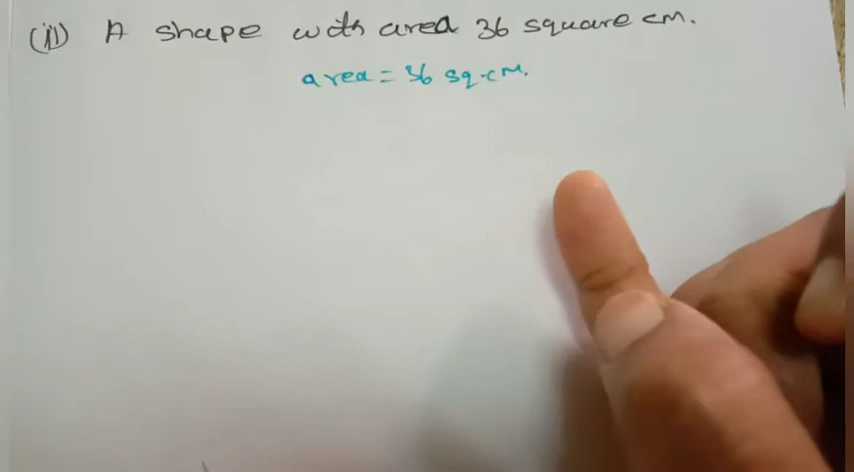 (ii) A shape with area 36 square cm.
area = 36 sq.cm.